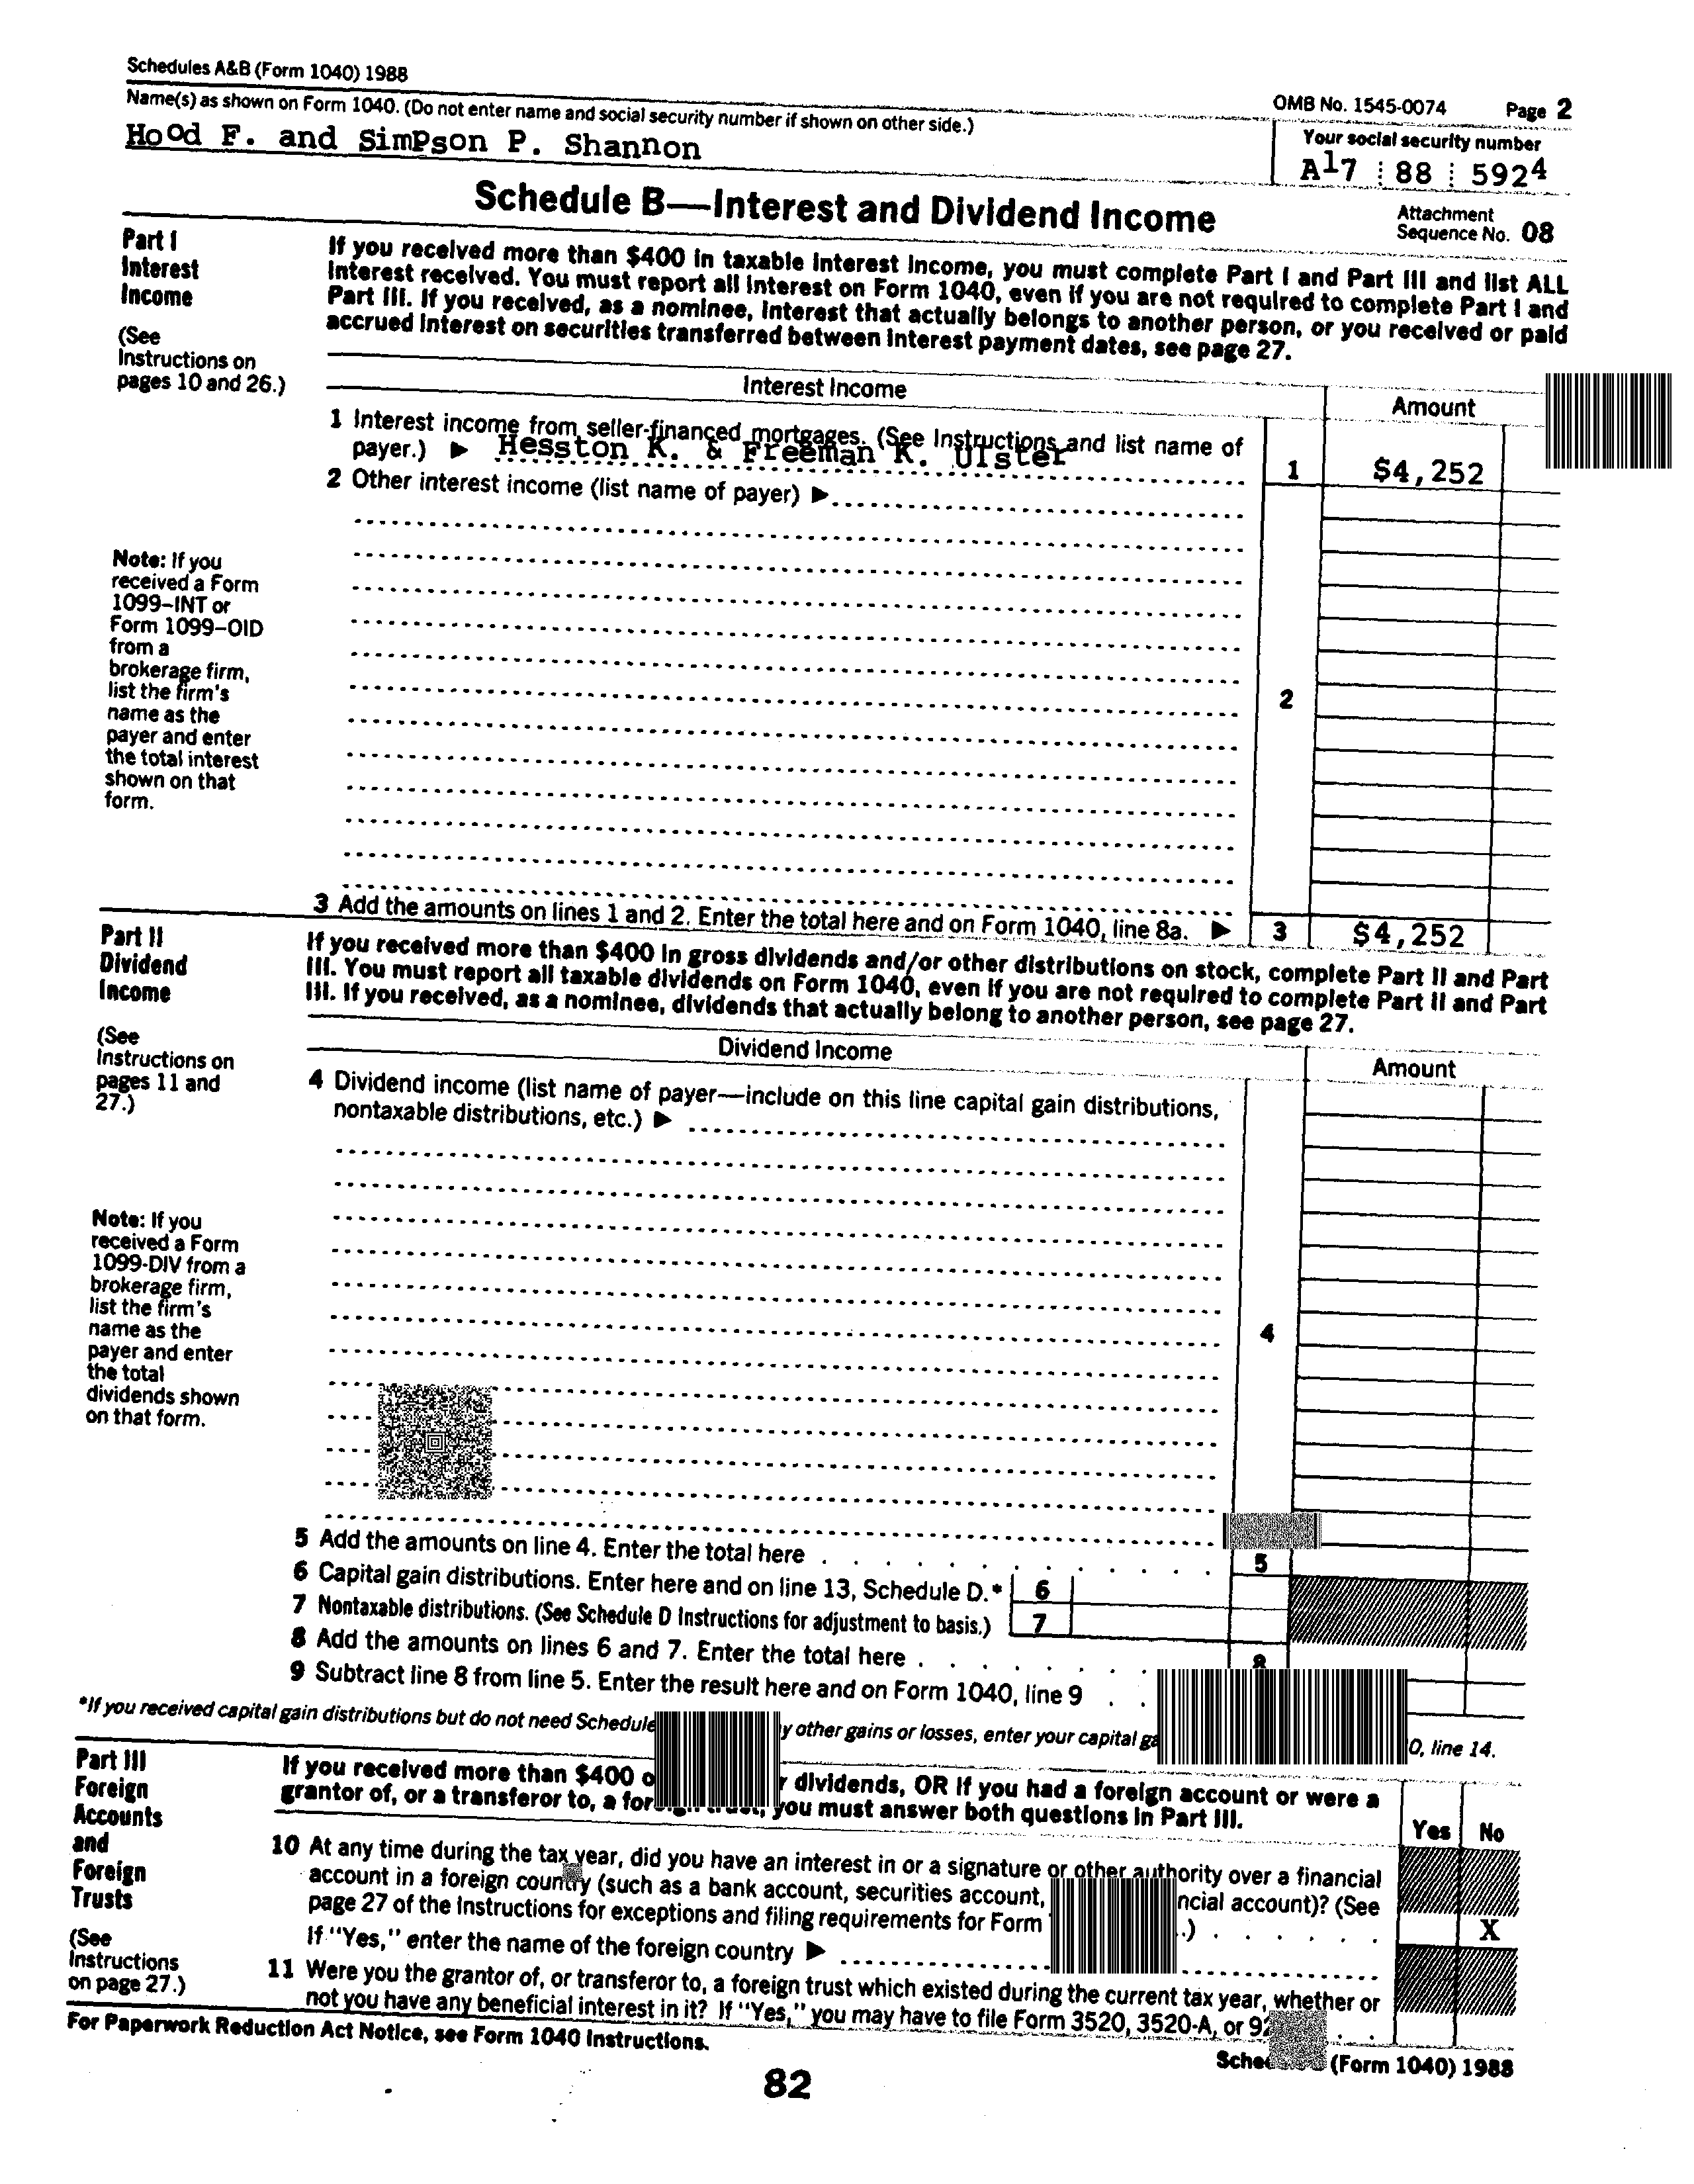 Schedules A&B (Form 1040) 1988
OMB No. 1545-0074 Page 2
Name(s) as shown on Form 1040. (Do not enter name and social security number if shown on other side.)
Your social security number
Hood F. and Simpson P. Shannon
A17 88 5924
Schedule B—Interest and Dividend Income
Attachment
Sequence No. 08
Part I
Interest
Income
(See
Instructions on
pages 10 and 26.)
If you received more than $400 in taxable interest income, you must complete Part I and Part III and list ALL
interest received. You must report all interest on Form 1040, even if you are not required to complete Part I and
Part III. If you received, as a nominee, interest that actually belongs to another person, or you received or paid
accrued interest on securities transferred between interest payment dates, see page 27.
Interest Income
Amount
1 Interest income from seller-financed mortgages. (See Instructions and list name of
payer.) ▶ Hesston K. & Freeman K. Ulster
1 $4,252
2 Other interest income (list name of payer) ▶
Note: If you
received a Form
1099–INT or
Form 1099–OID
from a
brokerage firm,
list the firm's
name as the
payer and enter
the total interest
shown on that
form.
2
3 Add the amounts on lines 1 and 2. Enter the total here and on Form 1040, line 8a. ▶ 3 $4,252
Part II
Dividend
Income
(See
Instructions on
pages 11 and
27.)
If you received more than $400 in gross dividends and/or other distributions on stock, complete Part II and Part
III. You must report all taxable dividends on Form 1040, even if you are not required to complete Part II and Part
III. If you received, as a nominee, dividends that actually belong to another person, see page 27.
Dividend Income
Amount
4 Dividend income (list name of payer—include on this line capital gain distributions,
nontaxable distributions, etc.) ▶
Note: If you
received a Form
1099-DIV from a
brokerage firm,
list the firm's
name as the
payer and enter
the total
dividends shown
on that form.
4
5 Add the amounts on line 4. Enter the total here 5
6 Capital gain distributions. Enter here and on line 13, Schedule D.* 6
7 Nontaxable distributions. (See Schedule D Instructions for adjustment to basis.) 7
8 Add the amounts on lines 6 and 7. Enter the total here 8
9 Subtract line 8 from line 5. Enter the result here and on Form 1040, line 9
*If you received capital gain distributions but do not need Schedule y other gains or losses, enter your capital 0, line 14.
Part III
Foreign
Accounts
and
Foreign
Trusts
(See
Instructions
on page 27.)
If you received more than $400 dividends, OR if you had a foreign account or were a
grantor of, or a transferor to, a foreign trust, you must answer both questions in Part III.
Yes No
10 At any time during the tax year, did you have an interest in or a signature or other authority over a financial
account in a foreign country (such as a bank account, securities account, ncial account)? (See
page 27 of the Instructions for exceptions and filing requirements for Form .) X
If "Yes," enter the name of the foreign country ▶
11 Were you the grantor of, or transferor to, a foreign trust which existed during the current tax year, whether or
not you have any beneficial interest in it? If "Yes," you may have to file Form 3520, 3520-A, or
For Paperwork Reduction Act Notice, see Form 1040 Instructions.
(Form 1040) 1988
82